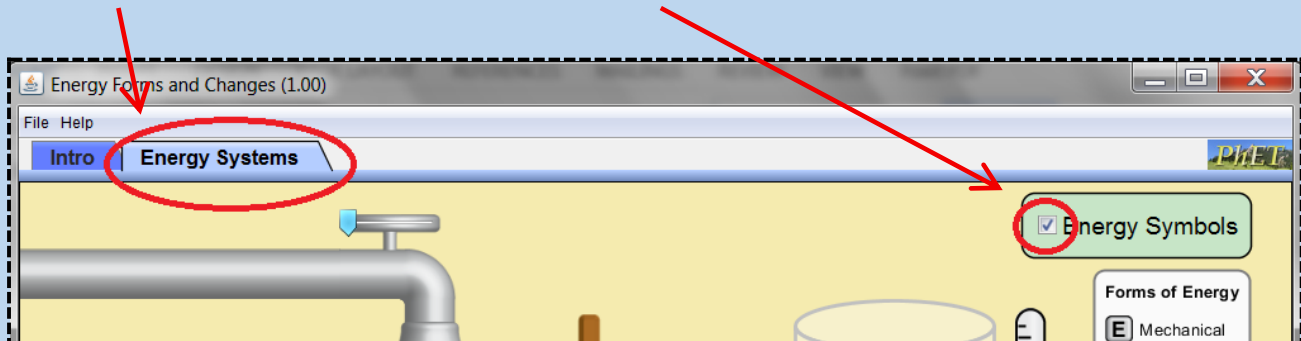 Energy Forms and Changes (1.00)
File Help
Intro
Energy Systems
PhET
Energy Symbols
Forms of Energy
E Mechanical